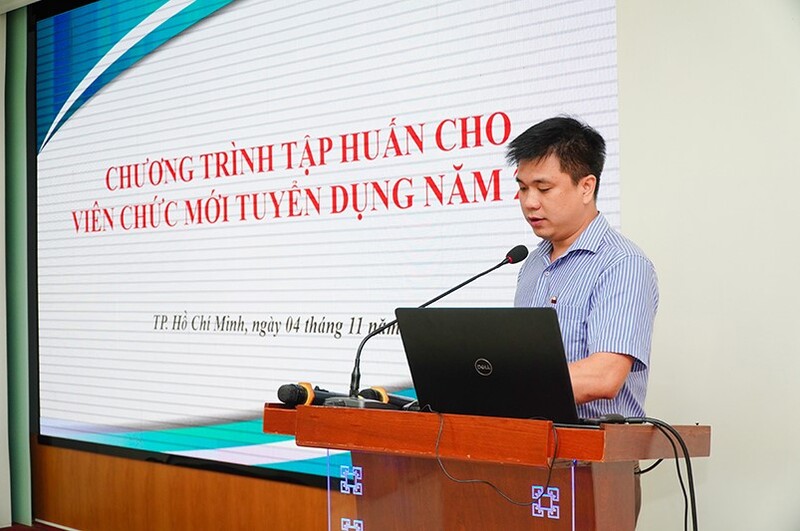 CHƯƠNG TRÌNH TẬP HUẤN CHO
VIÊN CHỨC MỚI TUYỂN DỤNG NĂM
TP. Hồ Chí Minh, ngày 04 tháng 11 năm
DELL